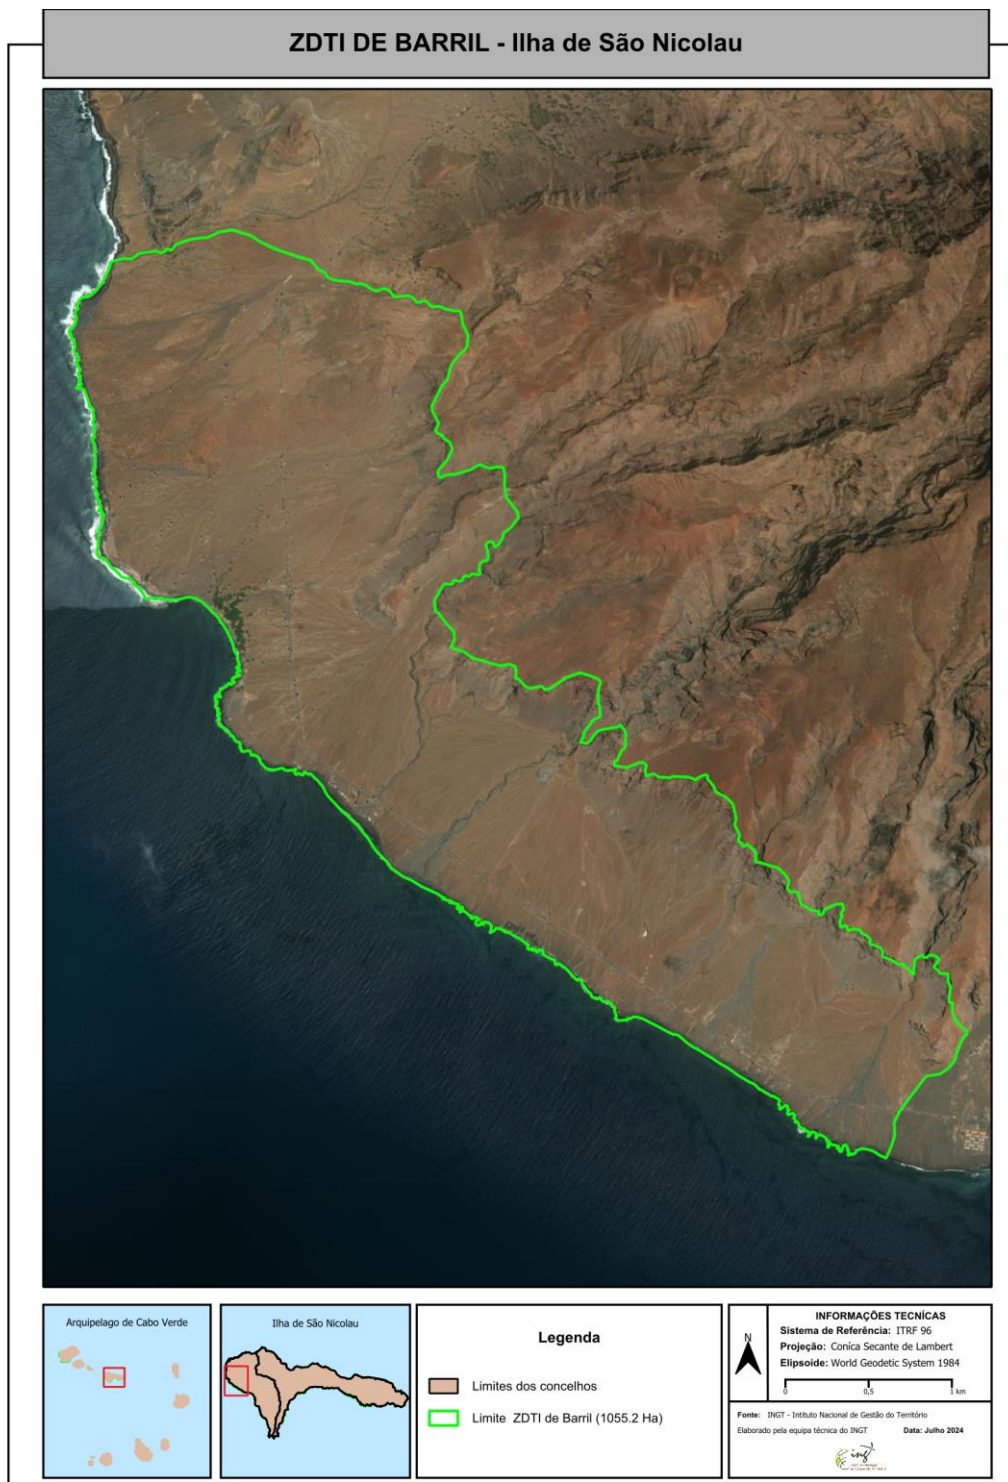 ZDTI DE BARRIL - Ilha de São Nicolau
Arquipelago de Cabo Verde
Ilha de São Nicolau
Legenda
Limites dos concelhos
Limite ZDTI de Barril (1055.2 Ha)
N
INFORMAÇÕES TECNÍCAS
Sistema de Referência: ITRF 96
Projeção: Coníca Secante de Lambert
Elipsoide: World Geodetic System 1984
0 0,5 1 km
Fonte: INGT - Intituto Nacional de Gestão do Território
Elaborado pela equipa técnica do INGT Data: Julho 2024
ingt